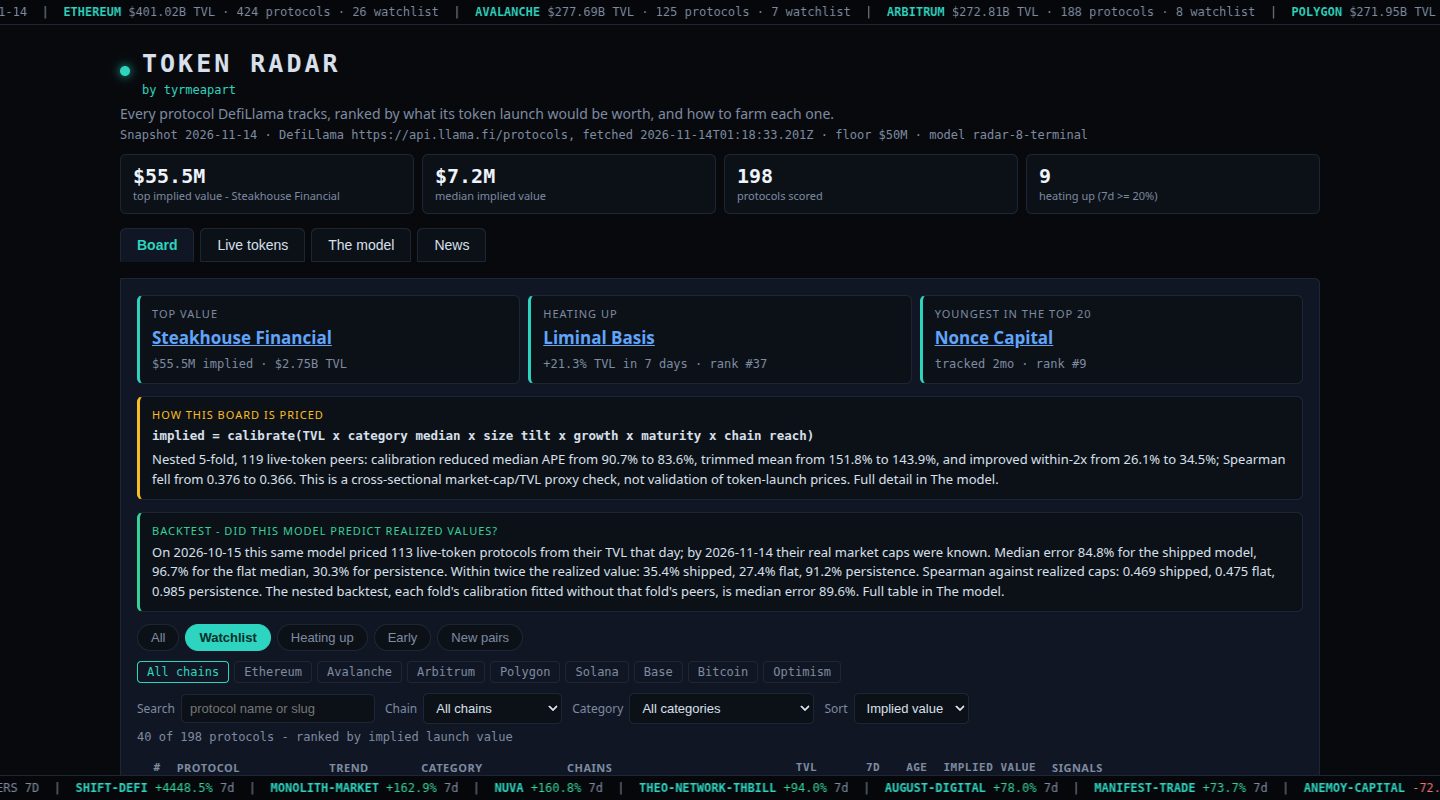 1-14 | ETHEREUM $401.02B TVL · 424 protocols · 26 watchlist | AVALANCHE $277.69B TVL · 125 protocols · 7 watchlist | ARBITRUM $272.81B TVL · 188 protocols · 8 watchlist | POLYGON $271.95B TVL
TOKEN RADAR
by tyrmeapart
Every protocol DefiLlama tracks, ranked by what its token launch would be worth, and how to farm each one.
Snapshot 2026-11-14 · DefiLlama https://api.llama.fi/protocols, fetched 2026-11-14T01:18:33.201Z · floor $50M · model radar-8-terminal
$55.5M
top implied value - Steakhouse Financial
$7.2M
median implied value
198
protocols scored
9
heating up (7d >= 20%)
Board Live tokens The model News
TOP VALUE
Steakhouse Financial
$55.5M implied · $2.75B TVL
HEATING UP
Liminal Basis
+21.3% TVL in 7 days · rank #37
YOUNGEST IN THE TOP 20
Nonce Capital
tracked 2mo · rank #9
HOW THIS BOARD IS PRICED
implied = calibrate(TVL x category median x size tilt x growth x maturity x chain reach)
Nested 5-fold, 119 live-token peers: calibration reduced median APE from 90.7% to 83.6%, trimmed mean from 151.8% to 143.9%, and improved within-2x from 26.1% to 34.5%; Spearman
fell from 0.376 to 0.366. This is a cross-sectional market-cap/TVL proxy check, not validation of token-launch prices. Full detail in The model.
BACKTEST - DID THIS MODEL PREDICT REALIZED VALUES?
On 2026-10-15 this same model priced 113 live-token protocols from their TVL that day; by 2026-11-14 their real market caps were known. Median error 84.8% for the shipped model,
96.7% for the flat median, 30.3% for persistence. Within twice the realized value: 35.4% shipped, 27.4% flat, 91.2% persistence. Spearman against realized caps: 0.469 shipped, 0.475 flat,
0.985 persistence. The nested backtest, each fold's calibration fitted without that fold's peers, is median error 89.6%. Full table in The model.
All Watchlist Heating up Early New pairs
All chains Ethereum Avalanche Arbitrum Polygon Solana Base Bitcoin Optimism
Search protocol name or slug Chain All chains Category All categories Sort Implied value
40 of 198 protocols - ranked by implied launch value
# PROTOCOL TREND CATEGORY CHAINS TVL 7D AGE IMPLIED VALUE SIGNALS
ERS 7D | SHIFT-DEFI +4448.5% 7d | MONOLITH-MARKET +162.9% 7d | NUVA +160.8% 7d | THEO-NETWORK-THBILL +94.0% 7d | AUGUST-DIGITAL +78.0% 7d | MANIFEST-TRADE +73.7% 7d | ANEMOY-CAPITAL -72.